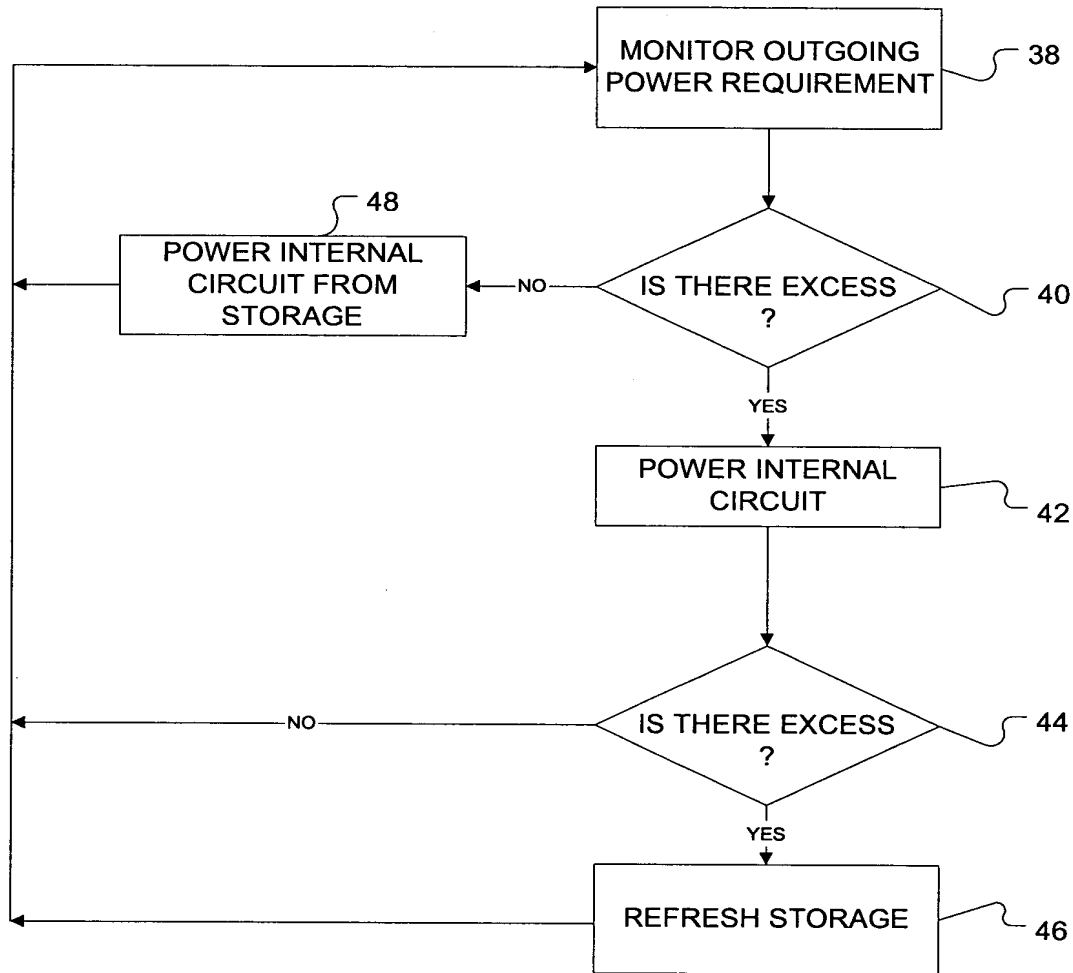 MONITOR OUTGOING
POWER REQUIREMENT
38
48
POWER INTERNAL
CIRCUIT FROM
STORAGE
NO
IS THERE EXCESS
?
40
YES
POWER INTERNAL
CIRCUIT
42
NO
IS THERE EXCESS
?
44
YES
REFRESH STORAGE
46